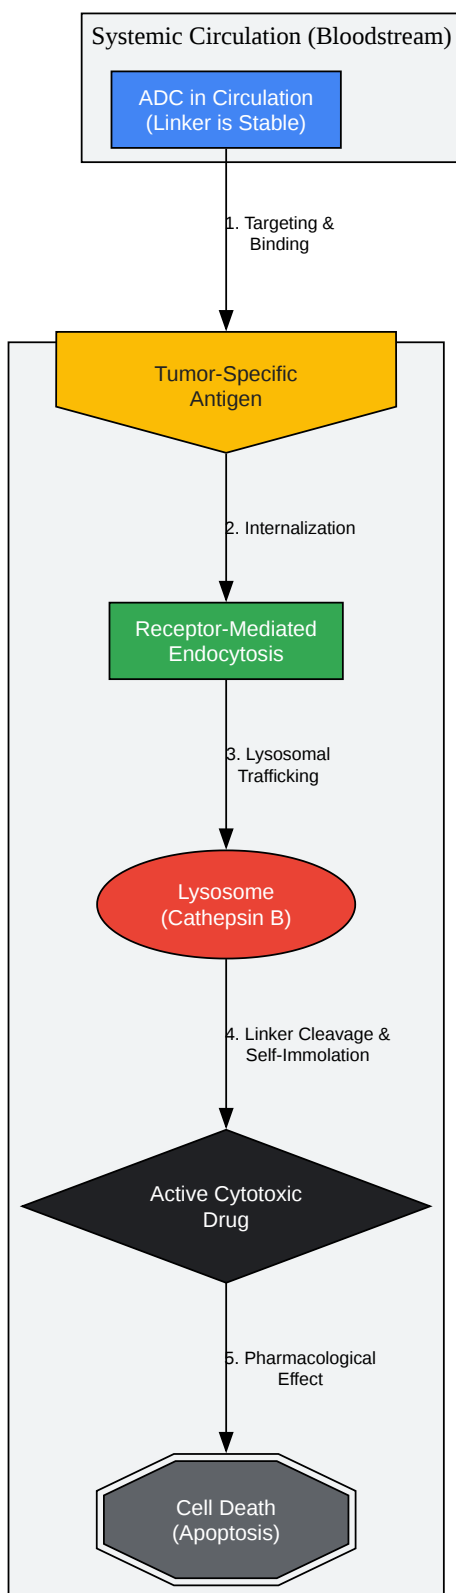 Systemic Circulation (Bloodstream)
ADC in Circulation
(Linker is Stable)
1. Targeting &
Binding
Tumor-Specific
Antigen
2. Internalization
Receptor-Mediated
Endocytosis
3. Lysosomal
Trafficking
Lysosome
(Cathepsin B)
4. Linker Cleavage &
Self-Immolation
Active Cytotoxic
Drug
5. Pharmacological
Effect
Cell Death
(Apoptosis)